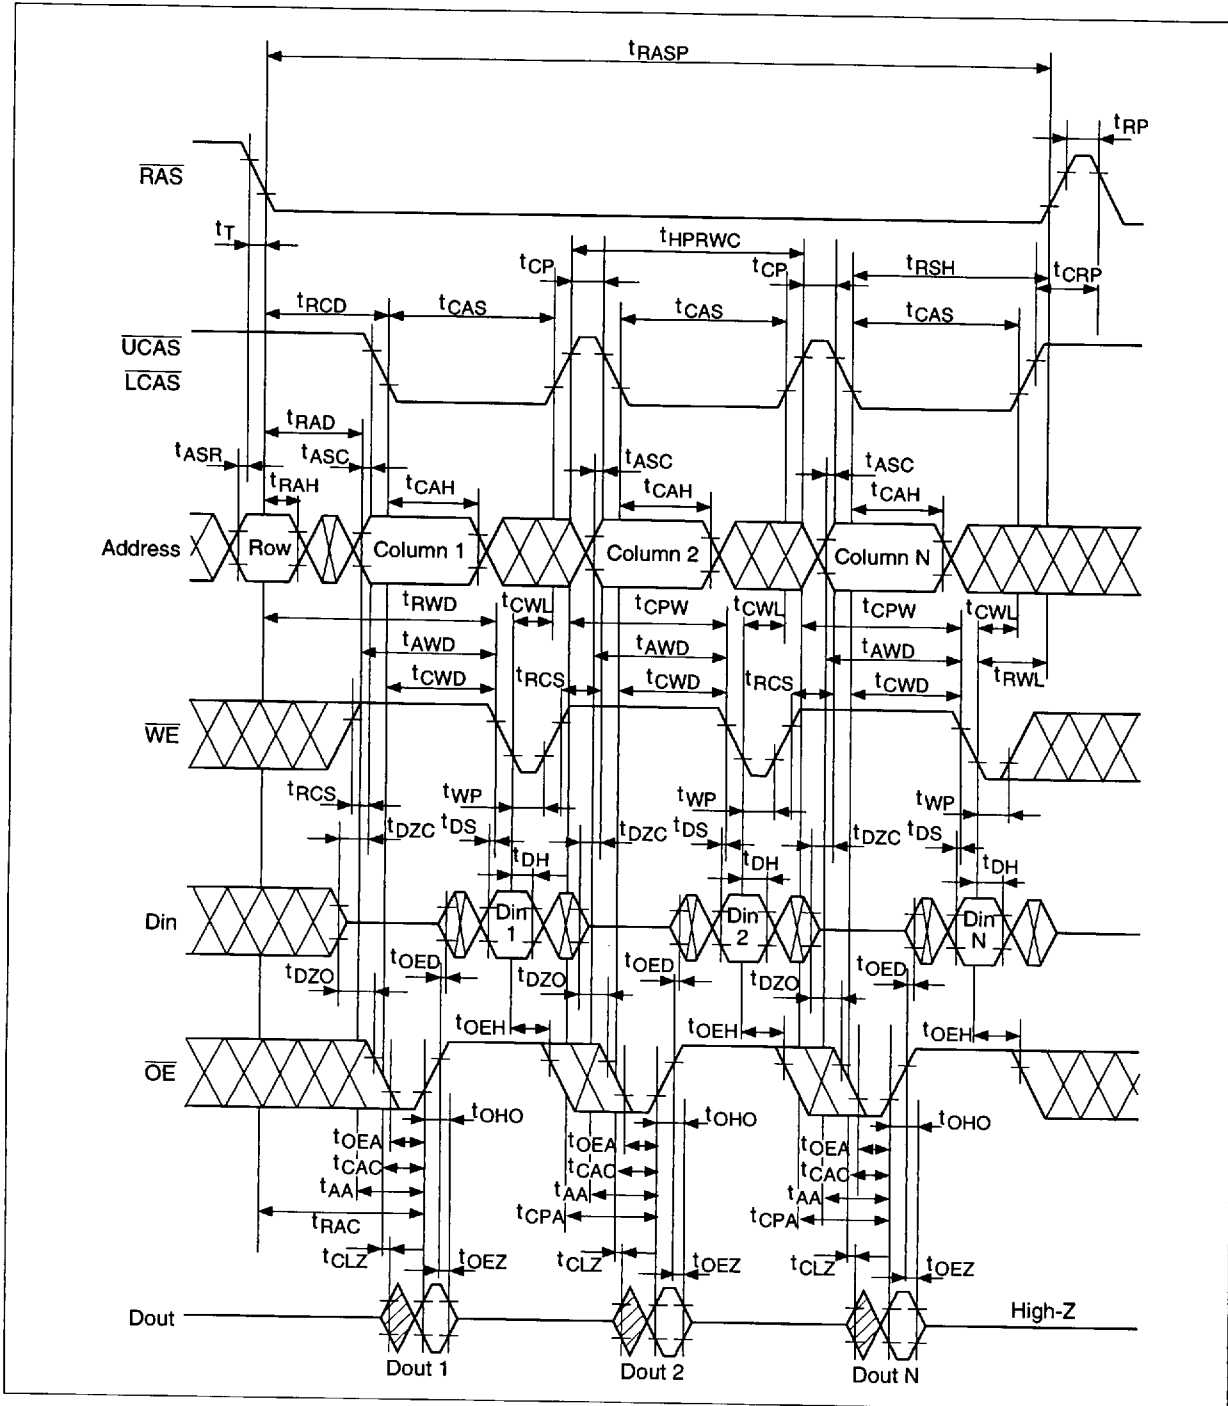 tRASP
tRP
RAS
tT
tHPRWC
tCP
tCP
tRSH
tCRP
tRCD
tCAS
tCAS
tCAS
UCAS
LCAS
tRAD
tASR
tASC
tASC
tASC
tRAH
tCAH
tCAH
tCAH
Address
Row
Column 1
Column 2
Column N
tRWD
tCWL
tCPW
tCWL
tCPW
tCWL
tAWD
tAWD
tAWD
tCWD
tRCS
tCWD
tRCS
tCWD
tRWL
WE
tRCS
tWP
tWP
tWP
tDZC
tDS
tDZC
tDS
tDZC
tDS
tDH
tDH
tDH
Din
Din 1
Din 2
Din N
tDZO
tOED
tDZO
tOED
tDZO
tOED
tOEH
tOEH
tOEH
OE
tOHO
tOHO
tOHO
tOEA
tOEA
tOEA
tCAC
tCAC
tCAC
tAA
tAA
tAA
tRAC
tCPA
tCPA
tCLZ
tOEZ
tCLZ
tOEZ
tCLZ
tOEZ
Dout
High-Z
Dout 1
Dout 2
Dout N